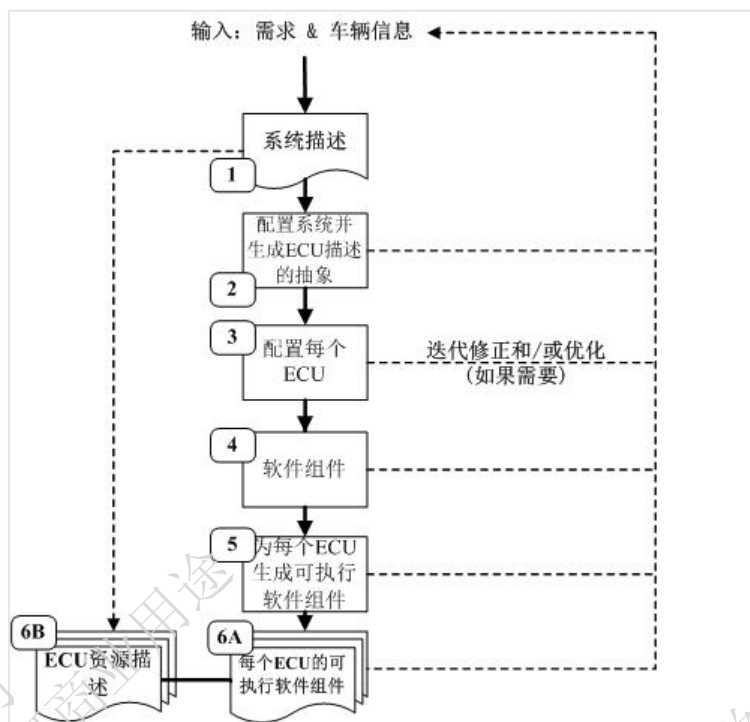 输入: 需求 & 车辆信息
系统描述
1
配置系统并
生成ECU描述
的抽象
2
3
配置每个
ECU
迭代修正和/或优化
(如果需要)
4
软件组件
5
为每个ECU
生成可执行
软件组件
6B
ECU资源描
述
6A
每个ECU的可
执行软件组件
商业用途